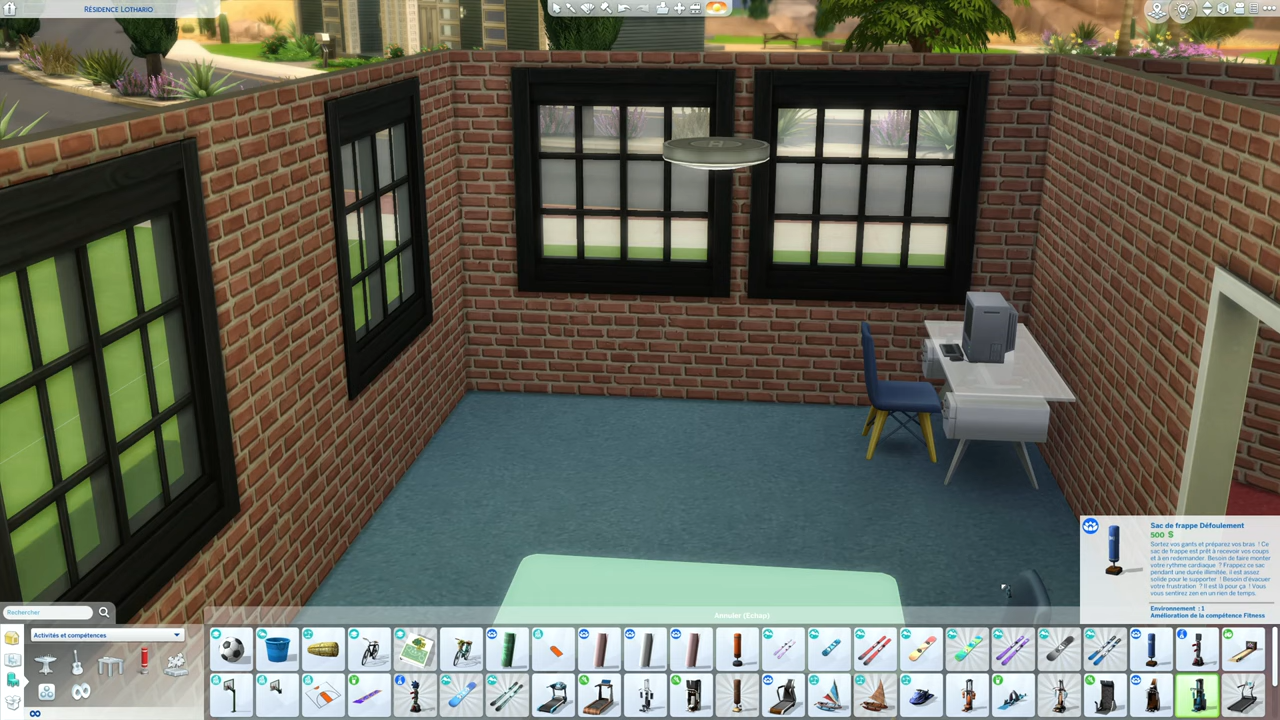 RÉSIDENCE LOTHARIO
Sac de frappe Défoulement
500 $
Sortez vos gants et préparez vos bras ! Ce
sac de frappe est prêt à recevoir vos coups
et à en redemander. Besoin de faire monter
votre rythme cardiaque ? Frappez ce sac
pendant une durée illimitée, il est assez
solide pour le supporter ! Besoin d'évacuer
votre frustration ? Il est là pour ça ! Vous
vous sentirez zen en un rien de temps.
Environnement : 1
Amélioration de la compétence Fitness
Rechercher
Annuler (Echap)
Activités et compétences